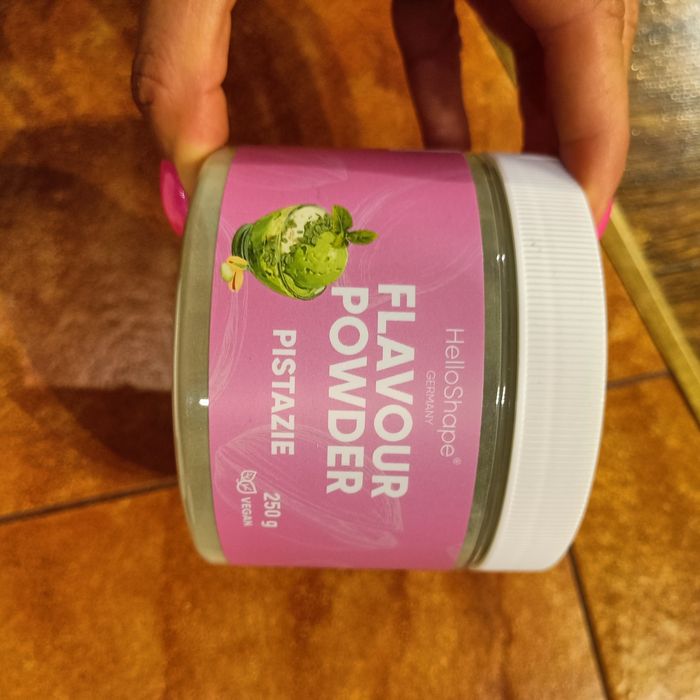 HelloShape®
GERMANY
FLAVOUR
POWDER
PISTAZIE
250 g
VEGAN